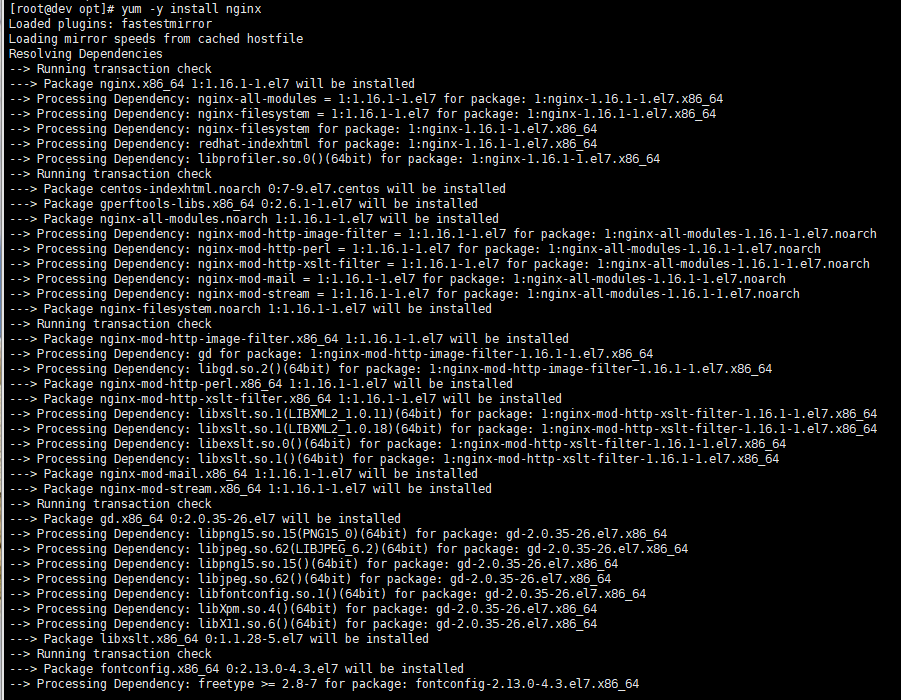 [root@dev opt]# yum -y install nginx
Loaded plugins: fastestmirror
Loading mirror speeds from cached hostfile
Resolving Dependencies
--> Running transaction check
---> Package nginx.x86_64 1:1.16.1-1.el7 will be installed
--> Processing Dependency: nginx-all-modules = 1:1.16.1-1.el7 for package: 1:nginx-1.16.1-1.el7.x86_64
--> Processing Dependency: nginx-filesystem = 1:1.16.1-1.el7 for package: 1:nginx-1.16.1-1.el7.x86_64
--> Processing Dependency: nginx-filesystem for package: 1:nginx-1.16.1-1.el7.x86_64
--> Processing Dependency: redhat-indexhtml for package: 1:nginx-1.16.1-1.el7.x86_64
--> Processing Dependency: libprofiler.so.0()(64bit) for package: 1:nginx-1.16.1-1.el7.x86_64
--> Running transaction check
---> Package centos-indexhtml.noarch 0:7-9.el7.centos will be installed
---> Package gperftools-libs.x86_64 0:2.6.1-1.el7 will be installed
---> Package nginx-all-modules.noarch 1:1.16.1-1.el7 will be installed
--> Processing Dependency: nginx-mod-http-image-filter = 1:1.16.1-1.el7 for package: 1:nginx-all-modules-1.16.1-1.el7.noarch
--> Processing Dependency: nginx-mod-http-perl = 1:1.16.1-1.el7 for package: 1:nginx-all-modules-1.16.1-1.el7.noarch
--> Processing Dependency: nginx-mod-http-xslt-filter = 1:1.16.1-1.el7 for package: 1:nginx-all-modules-1.16.1-1.el7.noarch
--> Processing Dependency: nginx-mod-mail = 1:1.16.1-1.el7 for package: 1:nginx-all-modules-1.16.1-1.el7.noarch
--> Processing Dependency: nginx-mod-stream = 1:1.16.1-1.el7 for package: 1:nginx-all-modules-1.16.1-1.el7.noarch
---> Package nginx-filesystem.noarch 1:1.16.1-1.el7 will be installed
--> Running transaction check
---> Package nginx-mod-http-image-filter.x86_64 1:1.16.1-1.el7 will be installed
--> Processing Dependency: gd for package: 1:nginx-mod-http-image-filter-1.16.1-1.el7.x86_64
--> Processing Dependency: libgd.so.2()(64bit) for package: 1:nginx-mod-http-image-filter-1.16.1-1.el7.x86_64
---> Package nginx-mod-http-perl.x86_64 1:1.16.1-1.el7 will be installed
---> Package nginx-mod-http-xslt-filter.x86_64 1:1.16.1-1.el7 will be installed
--> Processing Dependency: libxslt.so.1(LIBXML2_1.0.11)(64bit) for package: 1:nginx-mod-http-xslt-filter-1.16.1-1.el7.x86_64
--> Processing Dependency: libxslt.so.1(LIBXML2_1.0.18)(64bit) for package: 1:nginx-mod-http-xslt-filter-1.16.1-1.el7.x86_64
--> Processing Dependency: libexslt.so.0()(64bit) for package: 1:nginx-mod-http-xslt-filter-1.16.1-1.el7.x86_64
--> Processing Dependency: libxslt.so.1()(64bit) for package: 1:nginx-mod-http-xslt-filter-1.16.1-1.el7.x86_64
---> Package nginx-mod-mail.x86_64 1:1.16.1-1.el7 will be installed
---> Package nginx-mod-stream.x86_64 1:1.16.1-1.el7 will be installed
--> Running transaction check
---> Package gd.x86_64 0:2.0.35-26.el7 will be installed
--> Processing Dependency: libpng15.so.15(PNG15_0)(64bit) for package: gd-2.0.35-26.el7.x86_64
--> Processing Dependency: libjpeg.so.62(LIBJPEG_6.2)(64bit) for package: gd-2.0.35-26.el7.x86_64
--> Processing Dependency: libpng15.so.15()(64bit) for package: gd-2.0.35-26.el7.x86_64
--> Processing Dependency: libjpeg.so.62()(64bit) for package: gd-2.0.35-26.el7.x86_64
--> Processing Dependency: libfontconfig.so.1()(64bit) for package: gd-2.0.35-26.el7.x86_64
--> Processing Dependency: libXpm.so.4()(64bit) for package: gd-2.0.35-26.el7.x86_64
--> Processing Dependency: libX11.so.6()(64bit) for package: gd-2.0.35-26.el7.x86_64
---> Package libxslt.x86_64 0:1.1.28-5.el7 will be installed
--> Running transaction check
---> Package fontconfig.x86_64 0:2.13.0-4.3.el7 will be installed
--> Processing Dependency: freetype >= 2.8-7 for package: fontconfig-2.13.0-4.3.el7.x86_64